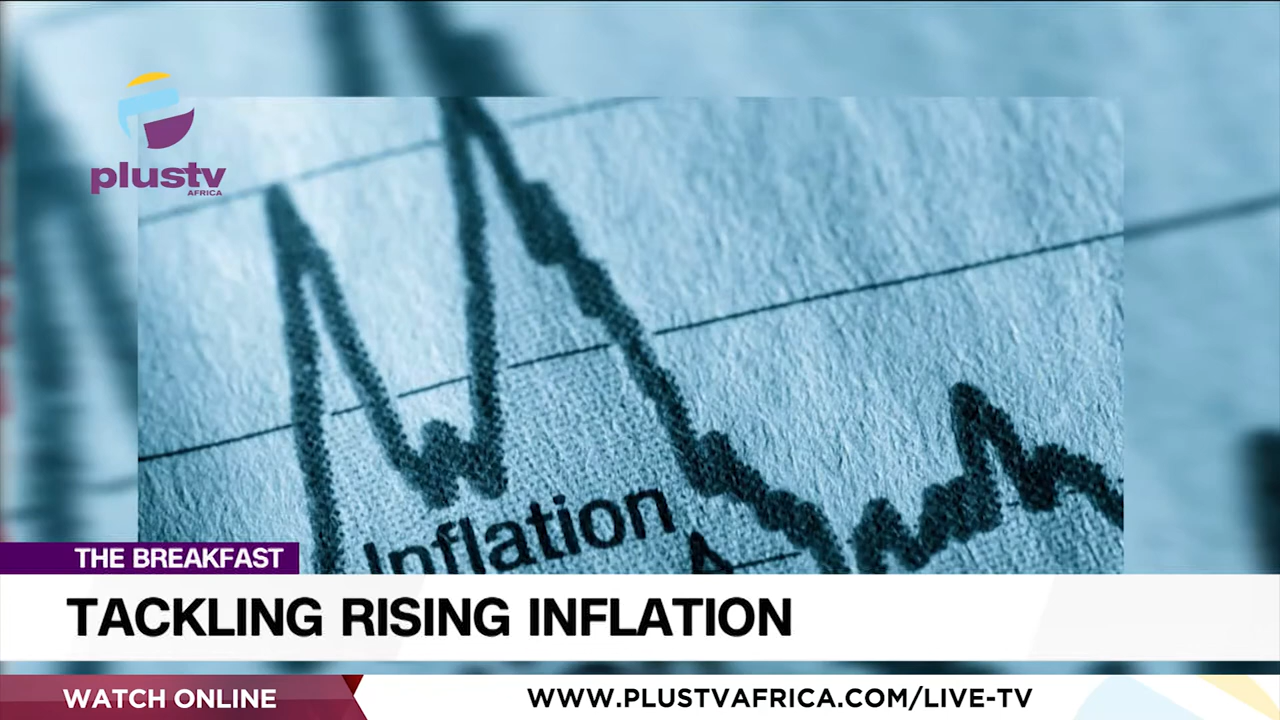 plustv
AFRICA
Inflation
THE BREAKFAST
TACKLING RISING INFLATION
WATCH ONLINE
WWW.PLUSTVAFRICA.COM/LIVE-TV